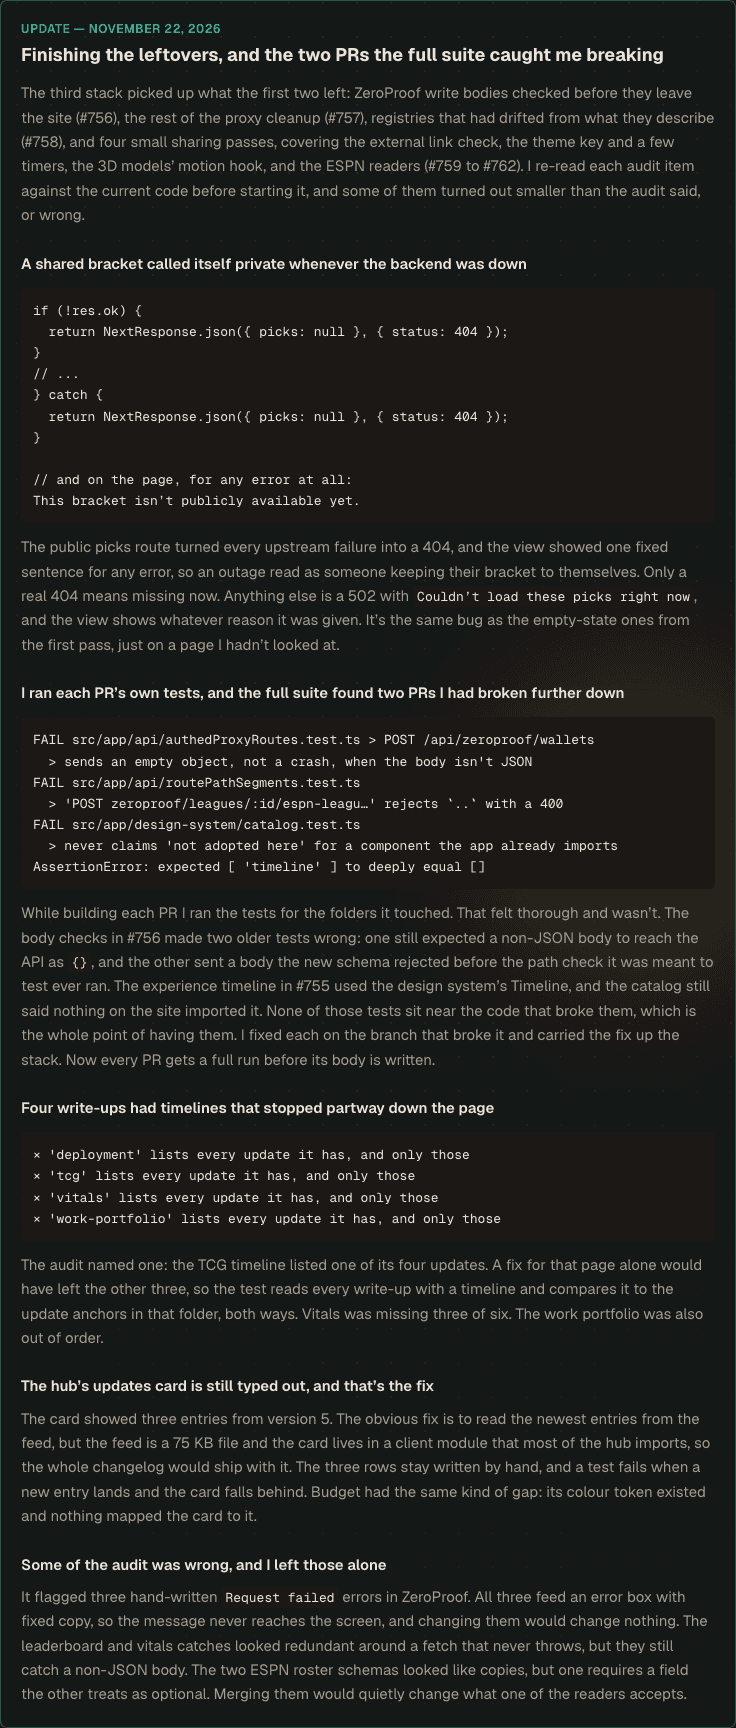 UPDATE — NOVEMBER 22, 2026
Finishing the leftovers, and the two PRs the full suite caught me breaking
The third stack picked up what the first two left: ZeroProof write bodies checked before they leave
the site (#756), the rest of the proxy cleanup (#757), registries that had drifted from what they describe
(#758), and four small sharing passes, covering the external link check, the theme key and a few
timers, the 3D models’ motion hook, and the ESPN readers (#759 to #762). I re-read each audit item
against the current code before starting it, and some of them turned out smaller than the audit said,
or wrong.
A shared bracket called itself private whenever the backend was down
if (!res.ok) {
  return NextResponse.json({ picks: null }, { status: 404 });
}
// ...
} catch {
  return NextResponse.json({ picks: null }, { status: 404 });
}
// and on the page, for any error at all:
This bracket isn’t publicly available yet.
The public picks route turned every upstream failure into a 404, and the view showed one fixed
sentence for any error, so an outage read as someone keeping their bracket to themselves. Only a
real 404 means missing now. Anything else is a 502 with Couldn’t load these picks right now,
and the view shows whatever reason it was given. It’s the same bug as the empty-state ones from
the first pass, just on a page I hadn’t looked at.
I ran each PR’s own tests, and the full suite found two PRs I had broken further down
FAIL src/app/api/authedProxyRoutes.test.ts > POST /api/zeroproof/wallets
  > sends an empty object, not a crash, when the body isn't JSON
FAIL src/app/api/routePathSegments.test.ts
  > 'POST zeroproof/leagues/:id/espn-leagu…' rejects `..` with a 400
FAIL src/app/design-system/catalog.test.ts
  > never claims 'not adopted here' for a component the app already imports
AssertionError: expected [ 'timeline' ] to deeply equal []
While building each PR I ran the tests for the folders it touched. That felt thorough and wasn’t. The
body checks in #756 made two older tests wrong: one still expected a non-JSON body to reach the
API as {}, and the other sent a body the new schema rejected before the path check it was meant to
test ever ran. The experience timeline in #755 used the design system’s Timeline, and the catalog still
said nothing on the site imported it. None of those tests sit near the code that broke them, which is
the whole point of having them. I fixed each on the branch that broke it and carried the fix up the
stack. Now every PR gets a full run before its body is written.
Four write-ups had timelines that stopped partway down the page
× 'deployment' lists every update it has, and only those
× 'tcg' lists every update it has, and only those
× 'vitals' lists every update it has, and only those
× 'work-portfolio' lists every update it has, and only those
The audit named one: the TCG timeline listed one of its four updates. A fix for that page alone would
have left the other three, so the test reads every write-up with a timeline and compares it to the
update anchors in that folder, both ways. Vitals was missing three of six. The work portfolio was also
out of order.
The hub’s updates card is still typed out, and that’s the fix
The card showed three entries from version 5. The obvious fix is to read the newest entries from the
feed, but the feed is a 75 KB file and the card lives in a client module that most of the hub imports, so
the whole changelog would ship with it. The three rows stay written by hand, and a test fails when a
new entry lands and the card falls behind. Budget had the same kind of gap: its colour token existed
and nothing mapped the card to it.
Some of the audit was wrong, and I left those alone
It flagged three hand-written Request failed errors in ZeroProof. All three feed an error box with
fixed copy, so the message never reaches the screen, and changing them would change nothing. The
leaderboard and vitals catches looked redundant around a fetch that never throws, but they still
catch a non-JSON body. The two ESPN roster schemas looked like copies, but one requires a field
the other treats as optional. Merging them would quietly change what one of the readers accepts.